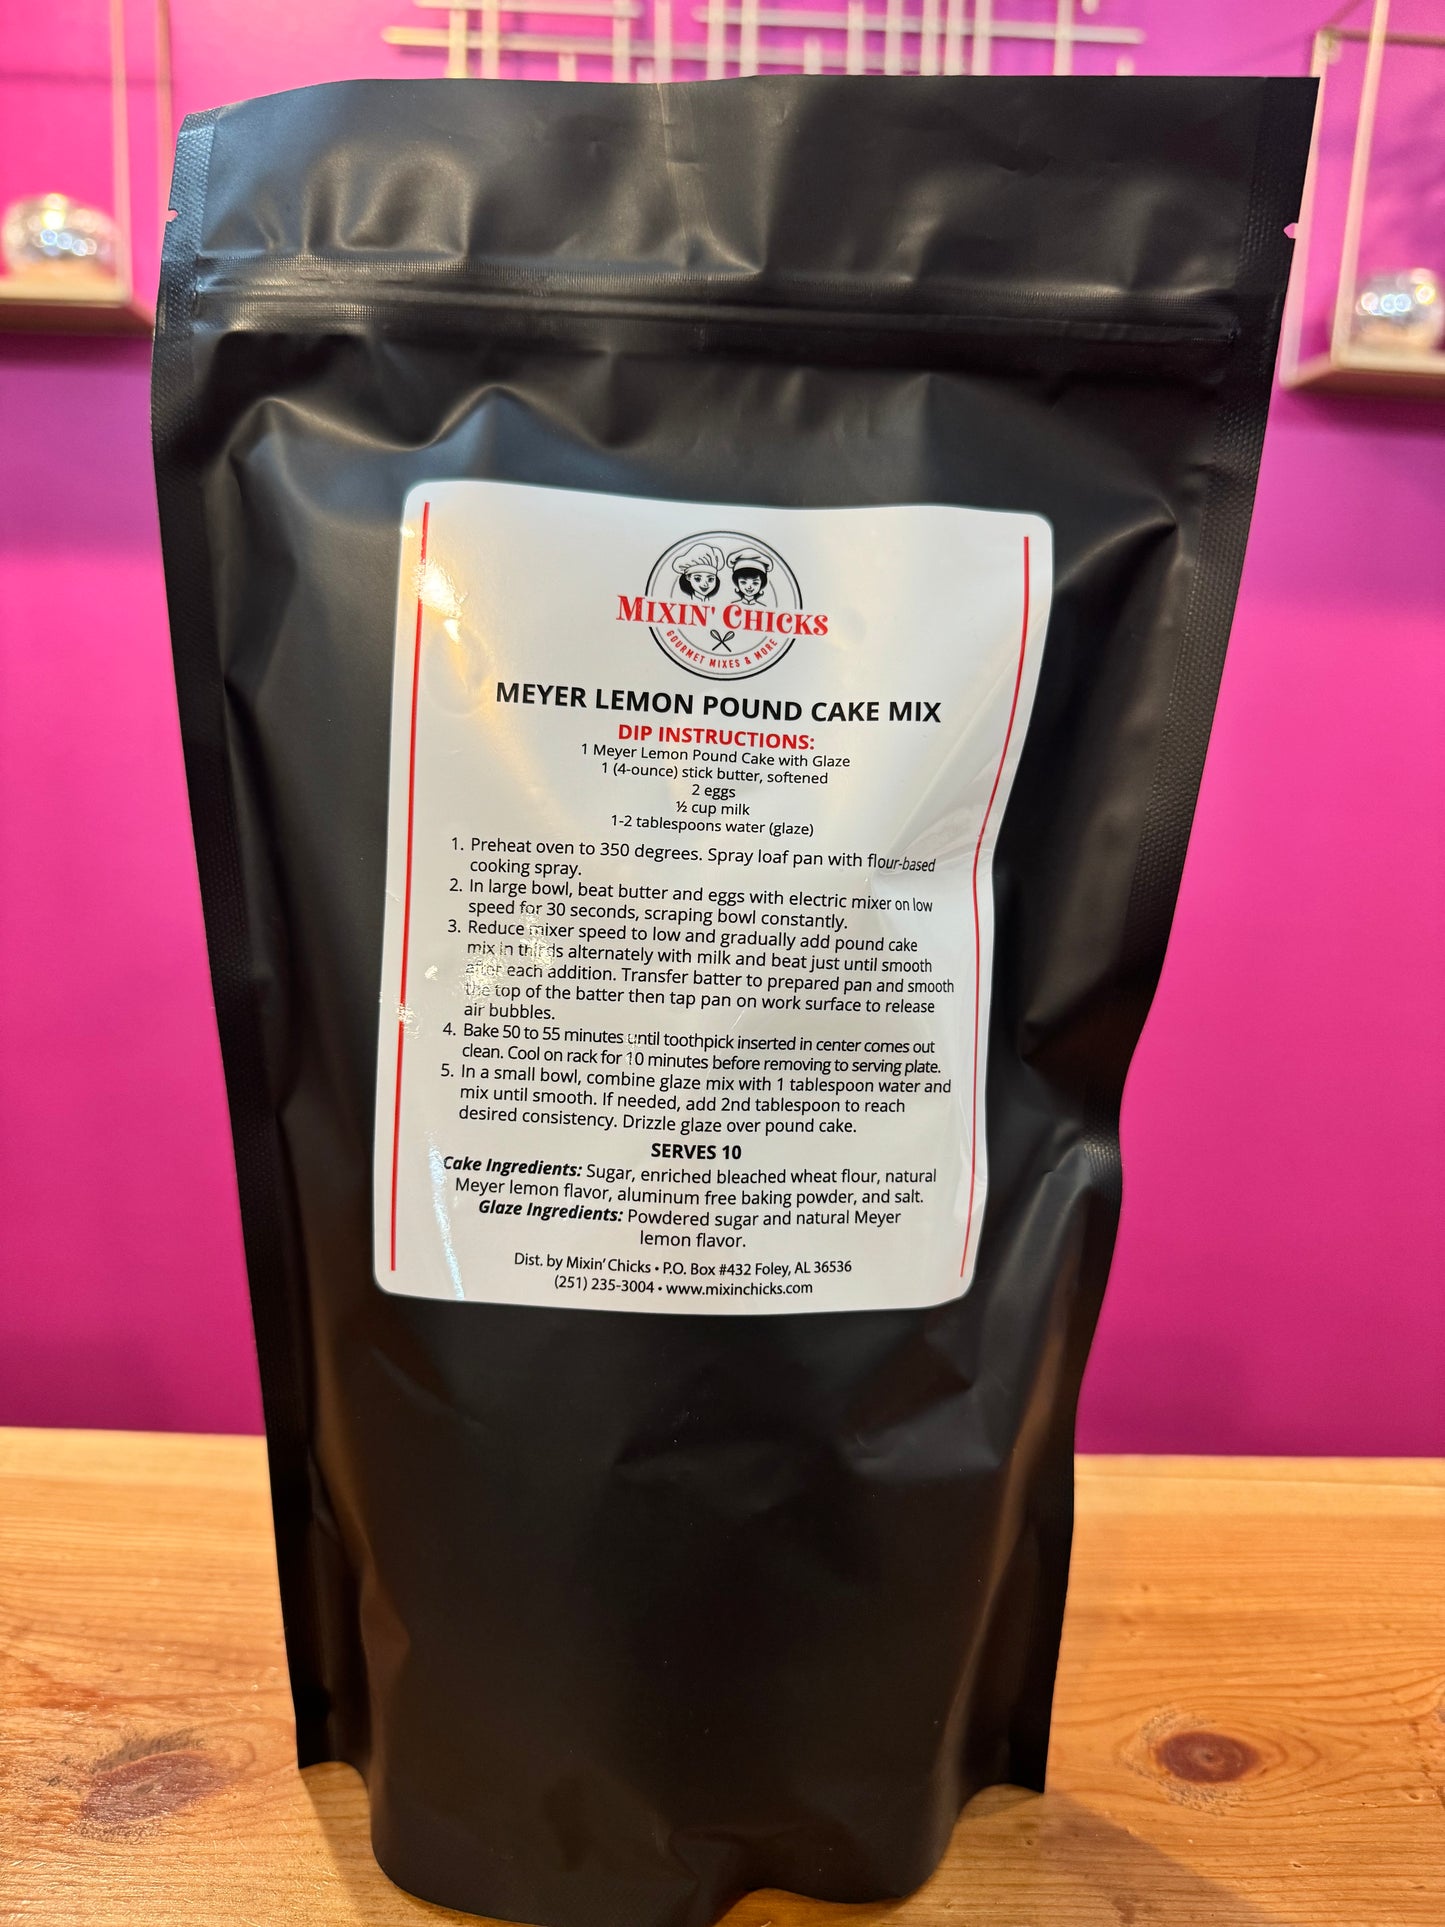 MIXIN' CHICKS
GOURMET MIXES & MORE
MEYER LEMON POUND CAKE MIX
DIP INSTRUCTIONS:
1 Meyer Lemon Pound Cake with Glaze
1 (4-ounce) stick butter, softened
2 eggs
½ cup milk
1-2 tablespoons water (glaze)
1. Preheat oven to 350 degrees. Spray loaf pan with flour-based
cooking spray.
2. In large bowl, beat butter and eggs with electric mixer on low
speed for 30 seconds, scraping bowl constantly.
3. Reduce mixer speed to low and gradually add pound cake
mix in thirds alternately with milk and beat just until smooth
after each addition. Transfer batter to prepared pan and smooth
the top of the batter then tap pan on work surface to release
air bubbles.
4. Bake 50 to 55 minutes until toothpick inserted in center comes out
clean. Cool on rack for 10 minutes before removing to serving plate.
5. In a small bowl, combine glaze mix with 1 tablespoon water and
mix until smooth. If needed, add 2nd tablespoon to reach
desired consistency. Drizzle glaze over pound cake.
SERVES 10
Cake Ingredients: Sugar, enriched bleached wheat flour, natural
Meyer lemon flavor, aluminum free baking powder, and salt.
Glaze Ingredients: Powdered sugar and natural Meyer
lemon flavor.
Dist. by Mixin' Chicks • P.O. Box #432 Foley, AL 36536
(251) 235-3004 • www.mixinchicks.com